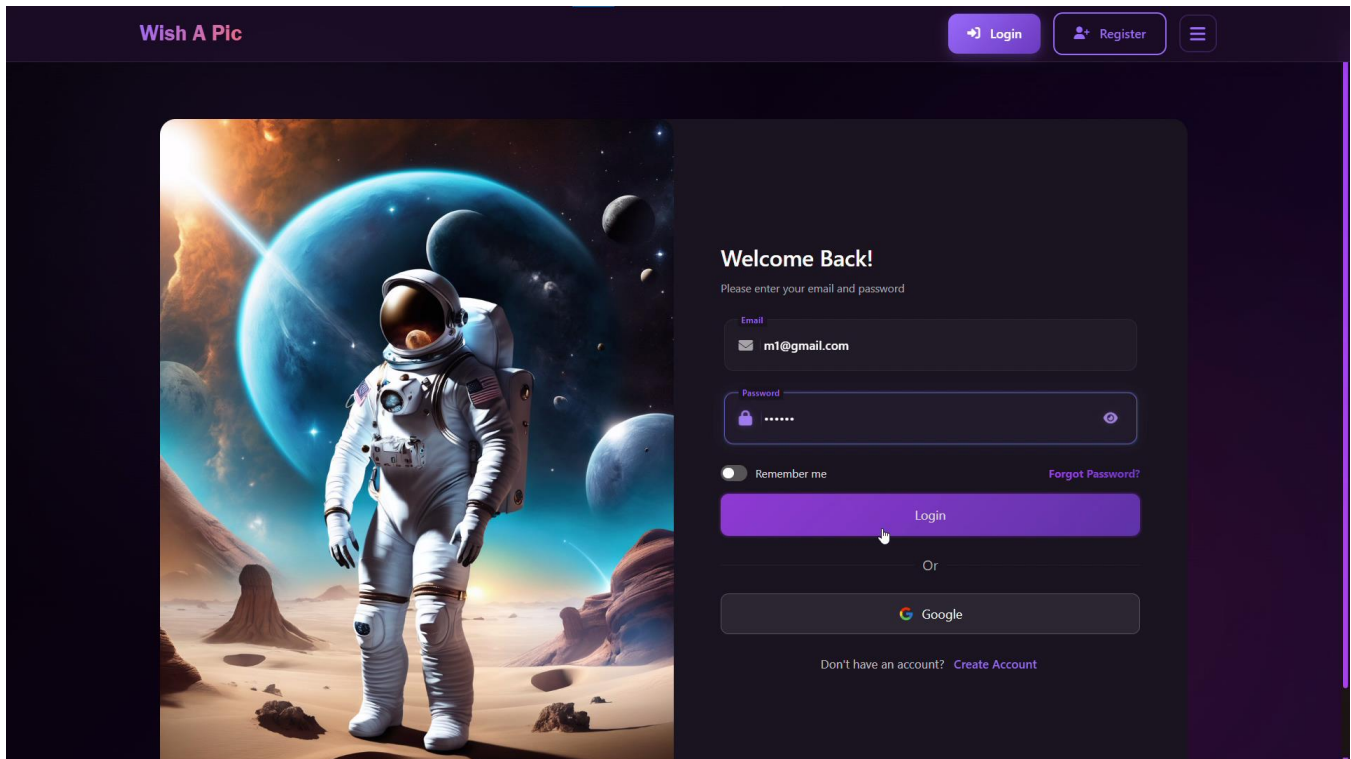 Wish A Pic
Login
Register
Welcome Back!
Please enter your email and password
Email
m1@gmail.com
Password
••••••
Remember me
Forgot Password?
Login
Or
Google
Don't have an account? Create Account